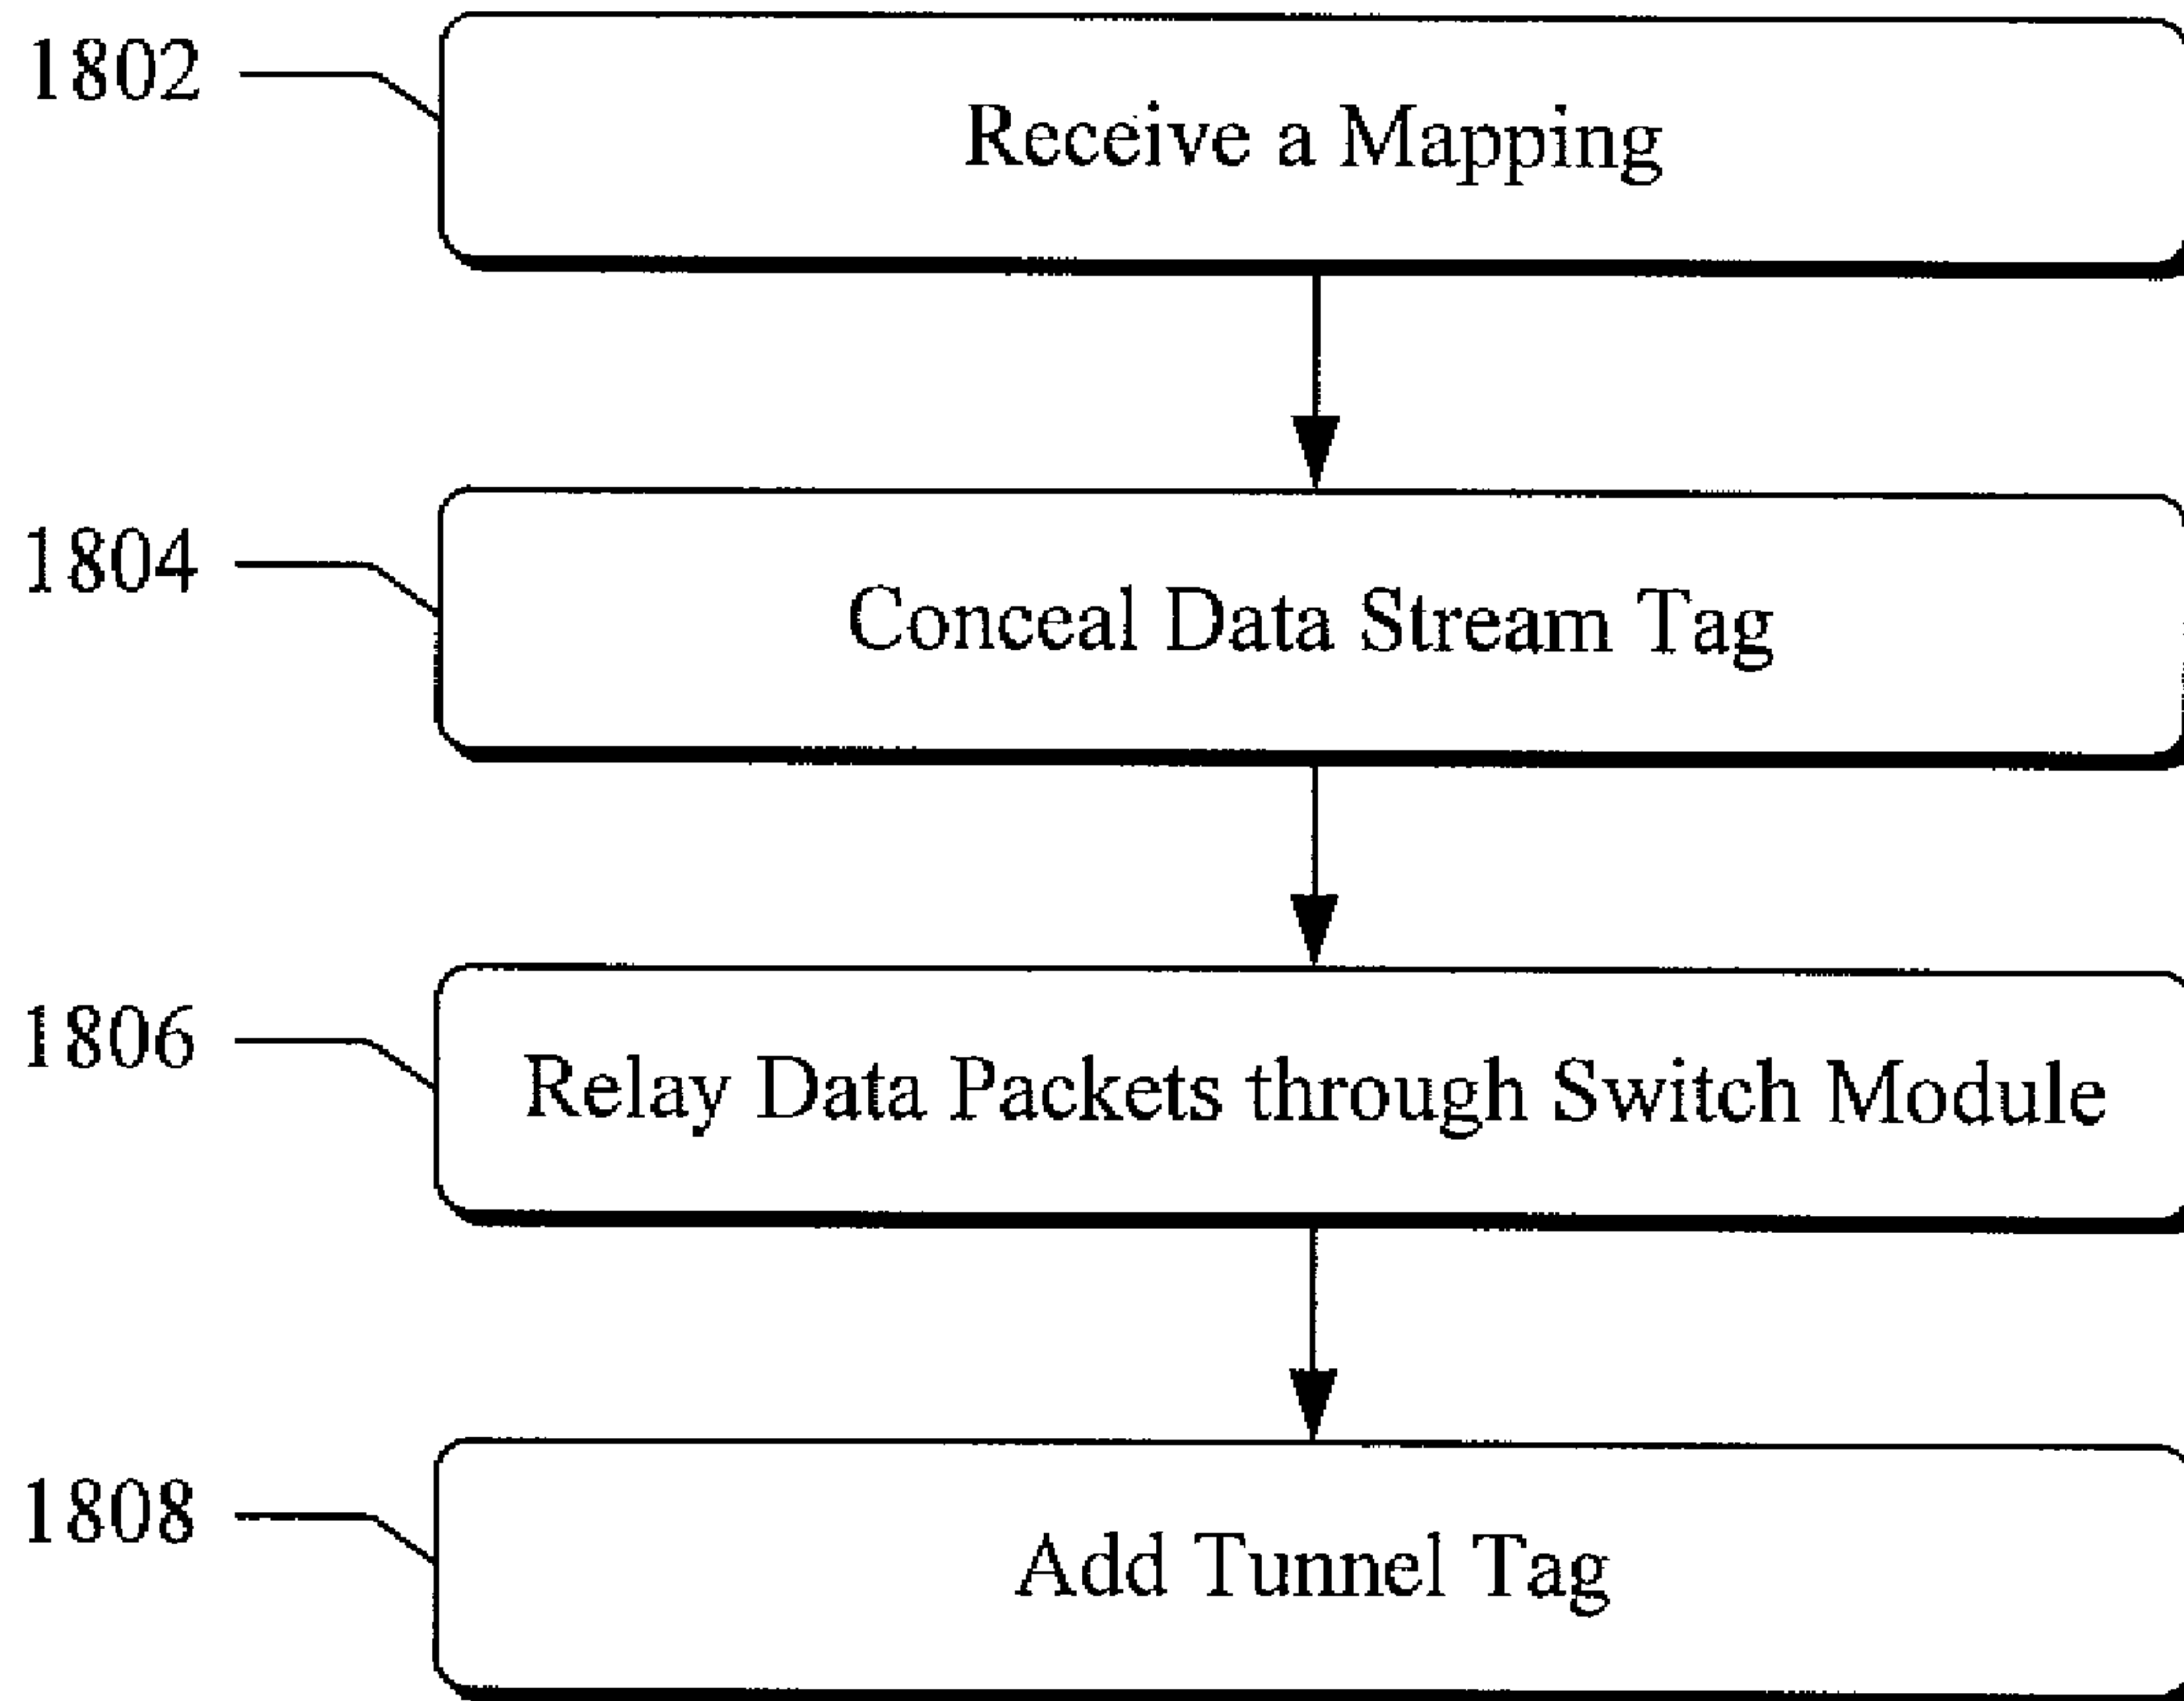 1802
Receive a Mapping
1804
Conceal Data Stream Tag
1806
Relay Data Packets through Switch Module
1808
Add Tunnel Tag